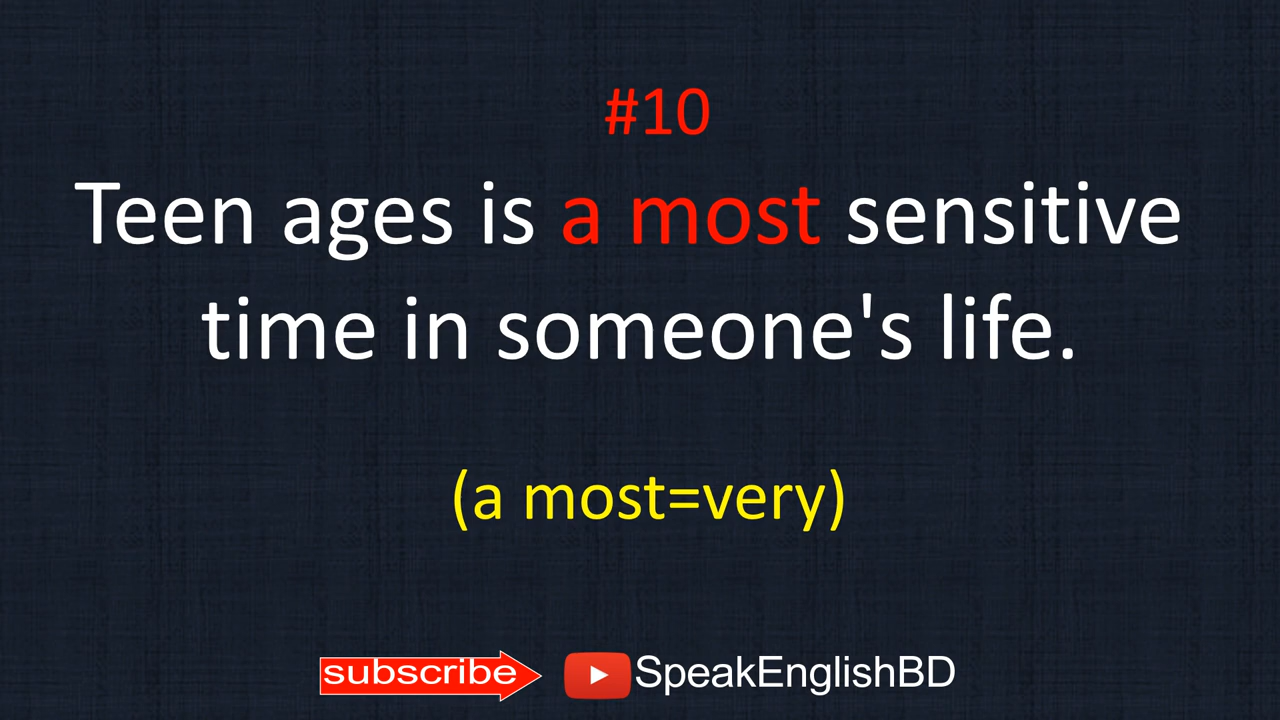 #10
Teen ages is a most sensitive
time in someone's life.
(a most=very)
subscribe SpeakEnglishBD